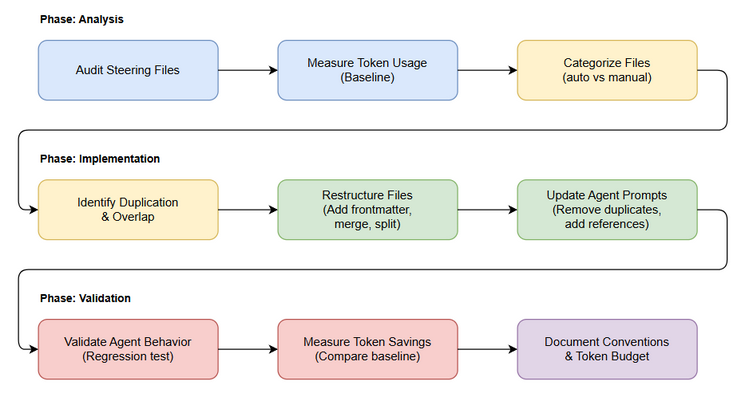 Phase: Analysis
Audit Steering Files
Measure Token Usage
(Baseline)
Categorize Files
(auto vs manual)
Phase: Implementation
Identify Duplication
& Overlap
Restructure Files
(Add frontmatter,
merge, split)
Update Agent Prompts
(Remove duplicates,
add references)
Phase: Validation
Validate Agent Behavior
(Regression test)
Measure Token Savings
(Compare baseline)
Document Conventions
& Token Budget